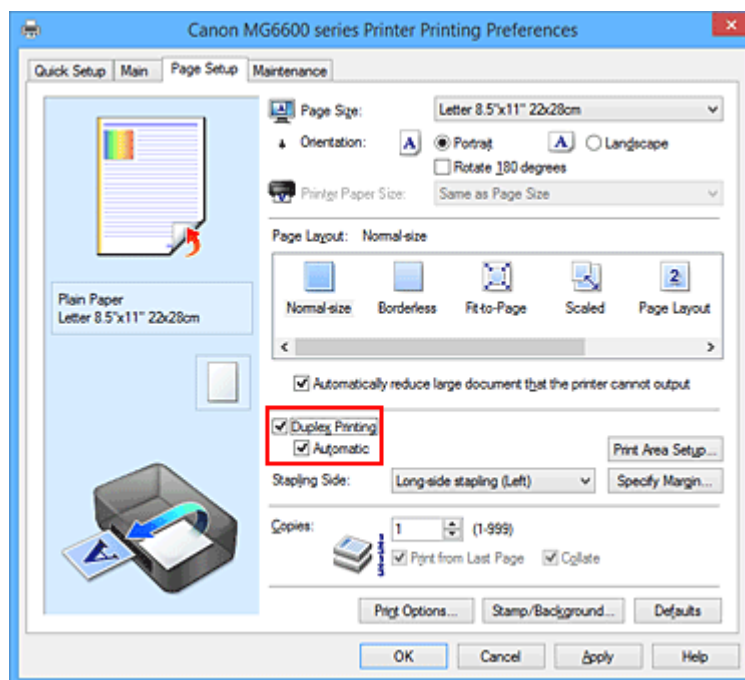 Canon MG6600 series Printer Printing Preferences
Quick Setup Main Page Setup Maintenance
Page Size: Letter 8.5"x11" 22x28cm
Orientation: A Portrait A Landscape
Rotate 180 degrees
Printer Paper Size: Same as Page Size
Page Layout: Normal-size
2
Normal-size Borderless Fit-to-Page Scaled Page Layout
Plain Paper
Letter 8.5"x11" 22x28cm
Automatically reduce large document that the printer cannot output
Duplex Printing
Automatic
Print Area Setup...
Stapling Side: Long-side stapling (Left) Specify Margin...
Copies: 1 (1-999)
Print from Last Page Collate
A
Print Options... Stamp/Background... Defaults
OK Cancel Apply Help